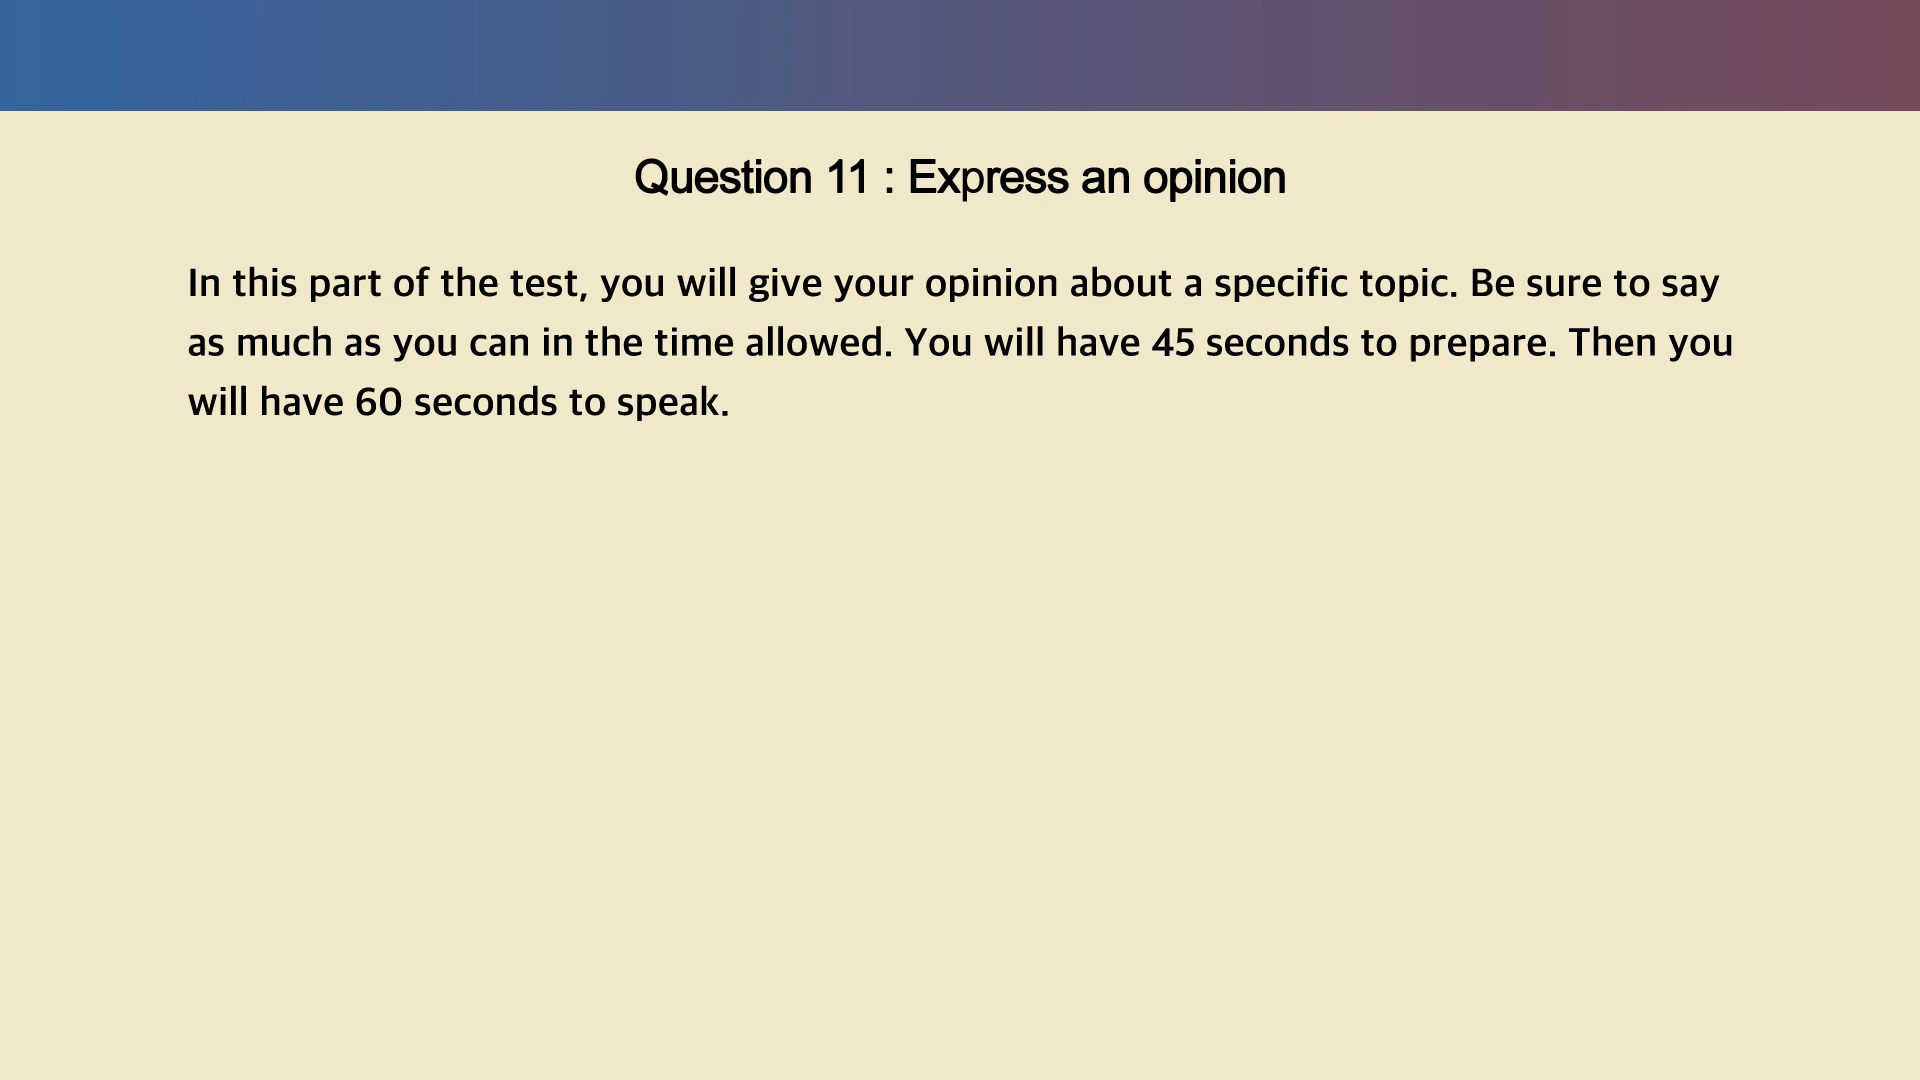 Question 11 : Express an opinion
In this part of the test, you will give your opinion about a specific topic. Be sure to say
as much as you can in the time allowed. You will have 45 seconds to prepare. Then you
will have 60 seconds to speak.